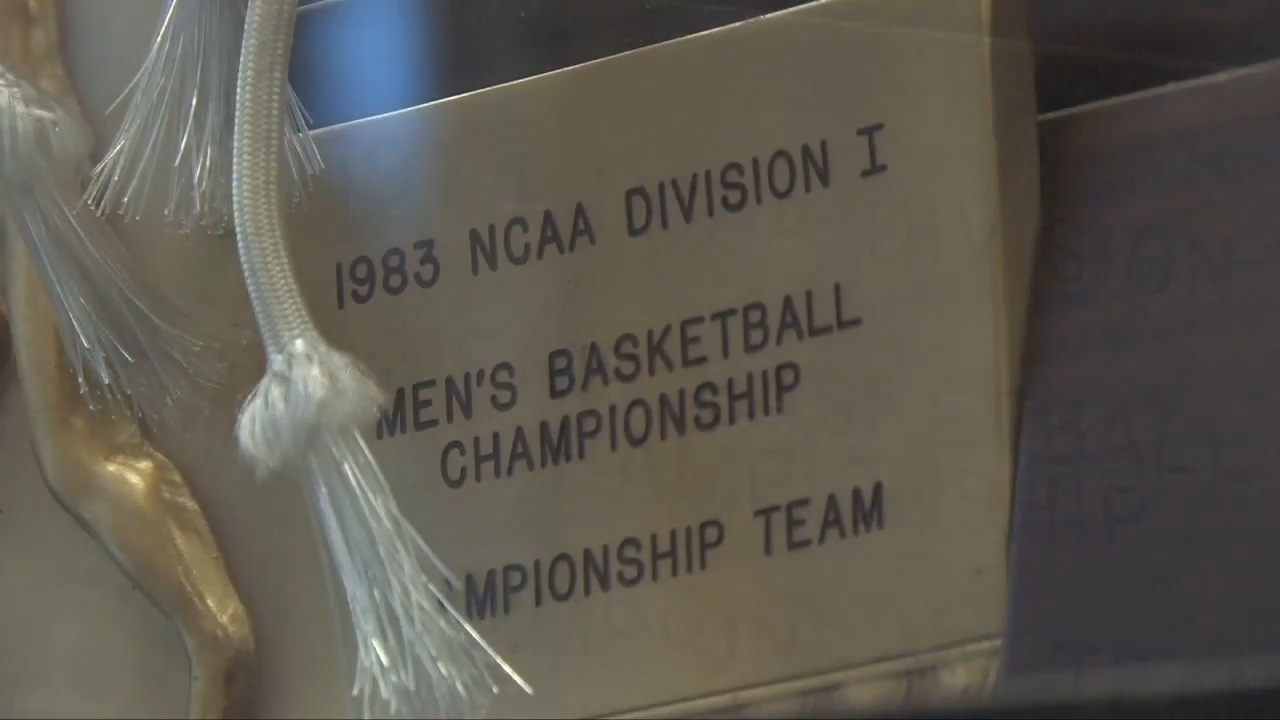 1983 NCAA DIVISION I
MEN'S BASKETBALL
CHAMPIONSHIP
MPIONSHIP TEAM